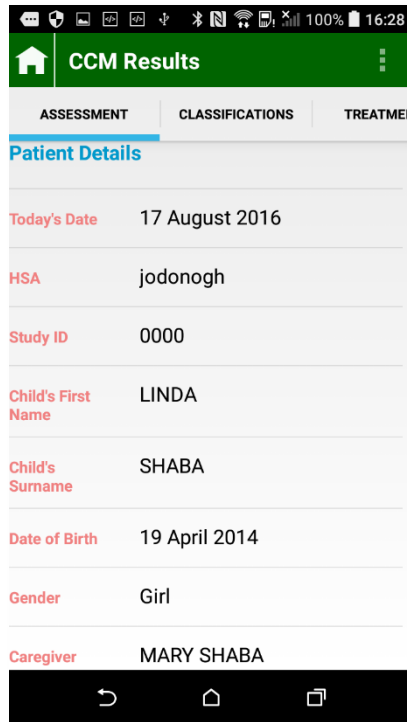 100% 16:28
CCM Results
ASSESSMENT CLASSIFICATIONS TREATME
Patient Details
Today's Date 17 August 2016
HSA jodonogh
Study ID 0000
Child's First
Name
LINDA
Child's
Surname
SHABA
Date of Birth 19 April 2014
Gender Girl
Caregiver MARY SHABA